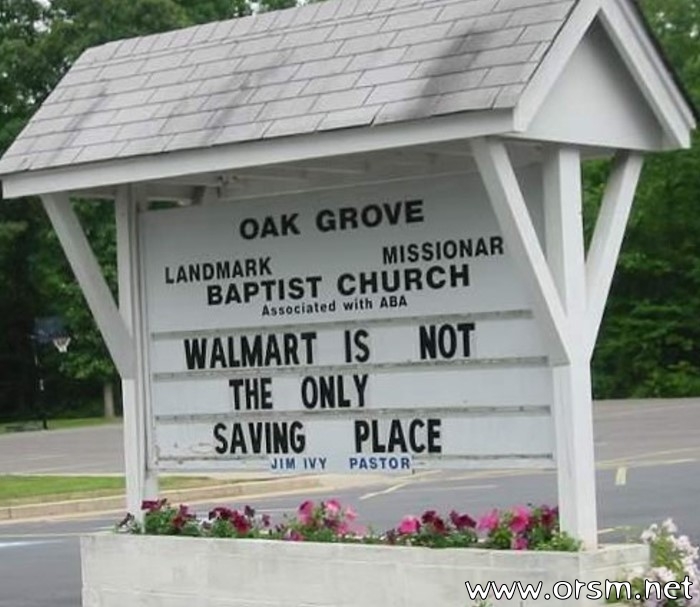 OAK GROVE
LANDMARK MISSIONAR
BAPTIST CHURCH
Associated with ABA
WALMART IS NOT
THE ONLY
SAVING PLACE
JIM IVY PASTOR
www.orsm.net